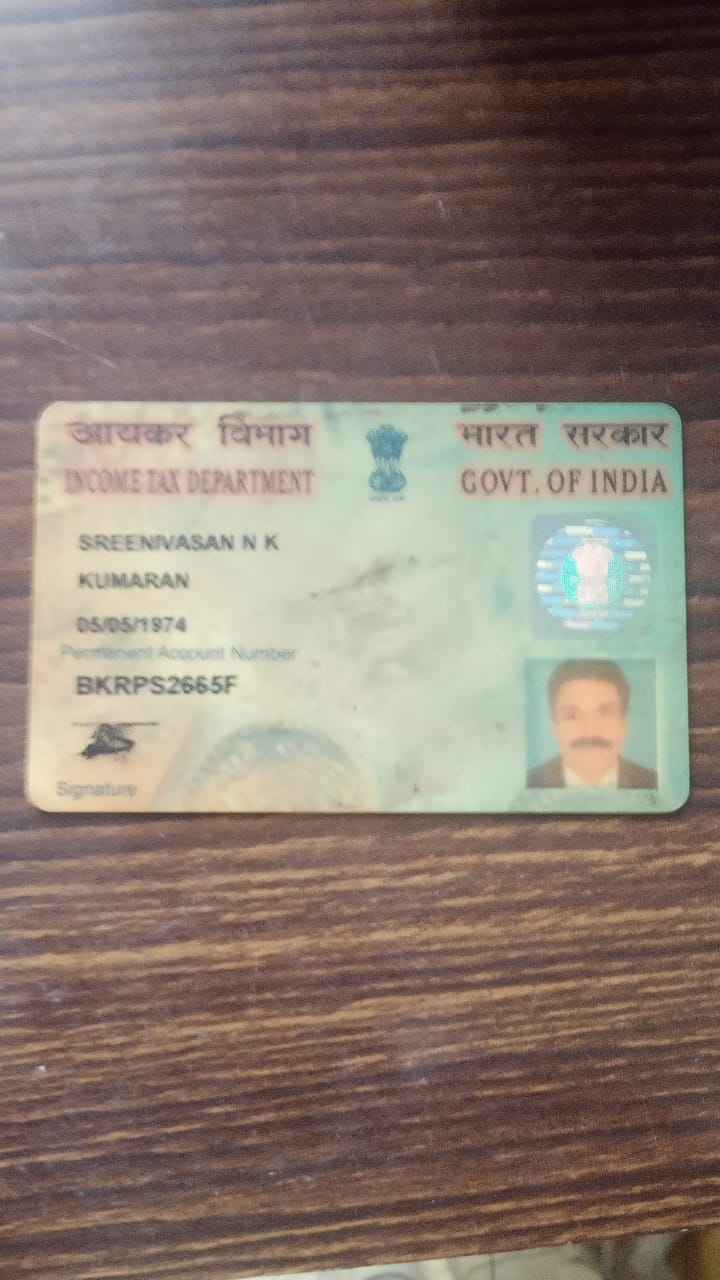 आयकर विभाग
भारत सरकार
INCOME TAX DEPARTMENT
GOVT. OF INDIA
SREENIVASAN N K
KUMARAN
05/05/1974
Permanent Account Number
BKRPS2665F
Signature